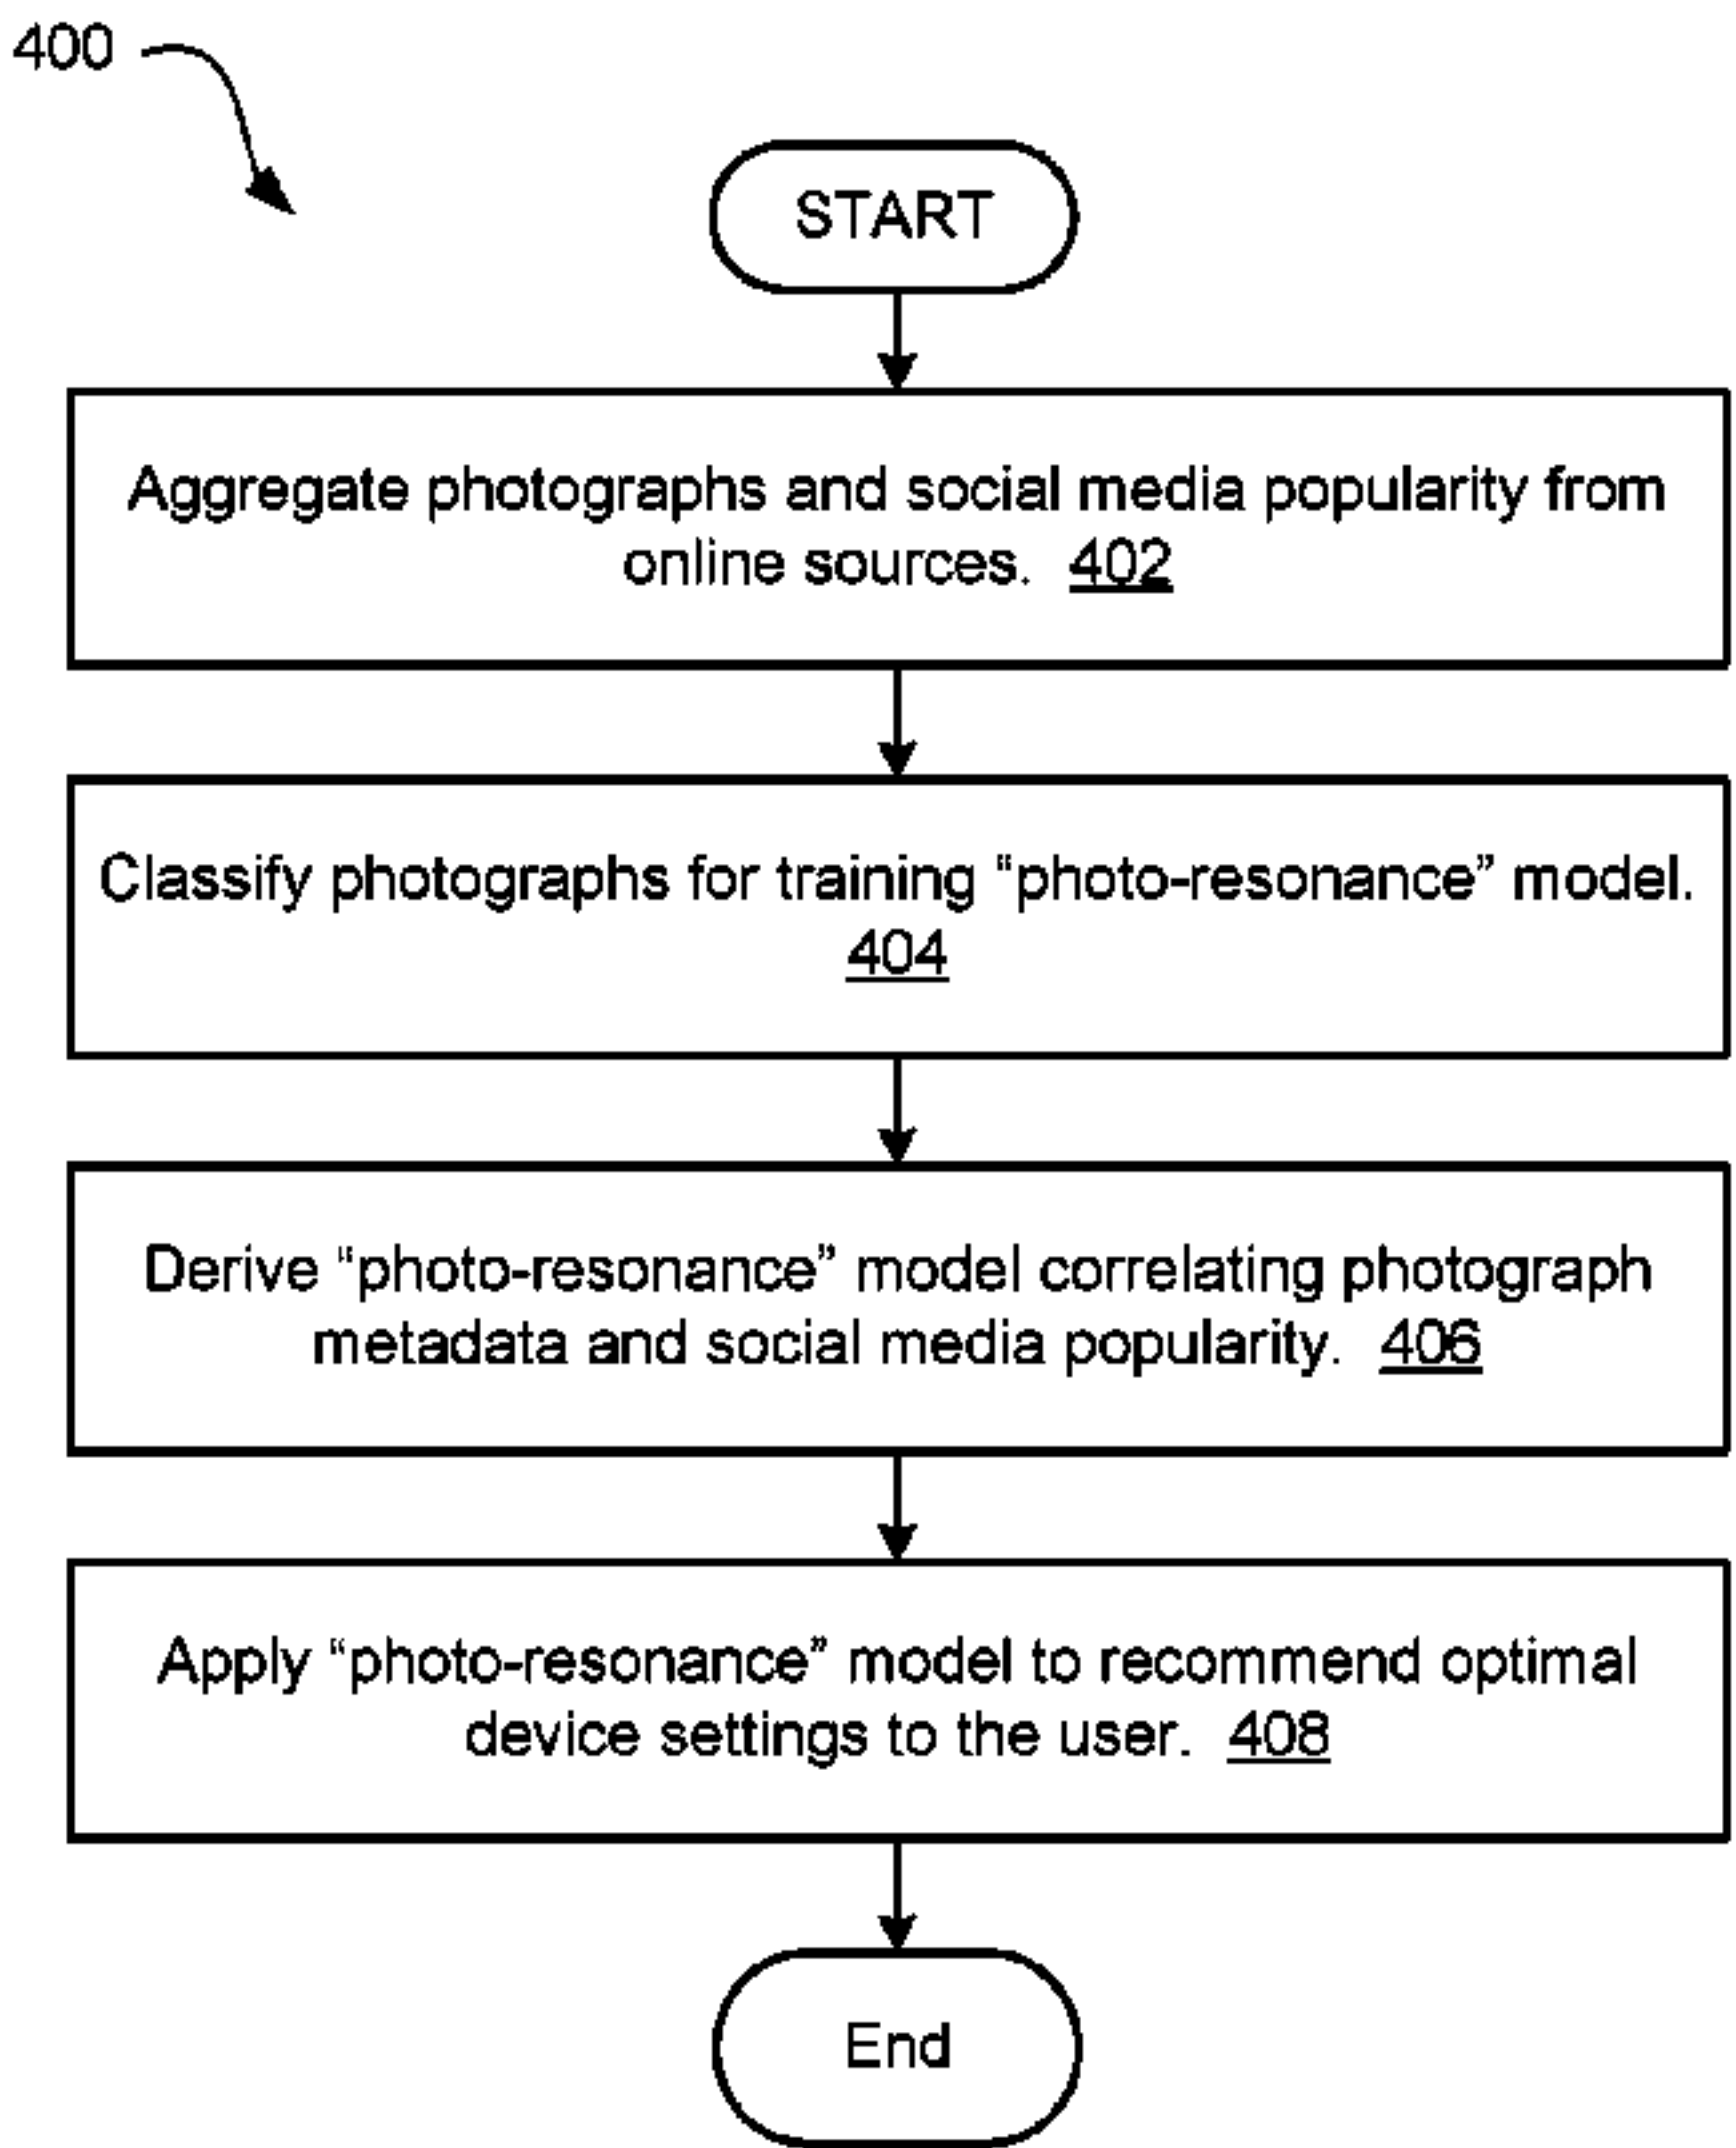 400
START
Aggregate photographs and social media popularity from
online sources. 402
Classify photographs for training “photo-resonance” model.
404
Derive “photo-resonance” model correlating photograph
metadata and social media popularity. 406
Apply “photo-resonance” model to recommend optimal
device settings to the user. 408
End